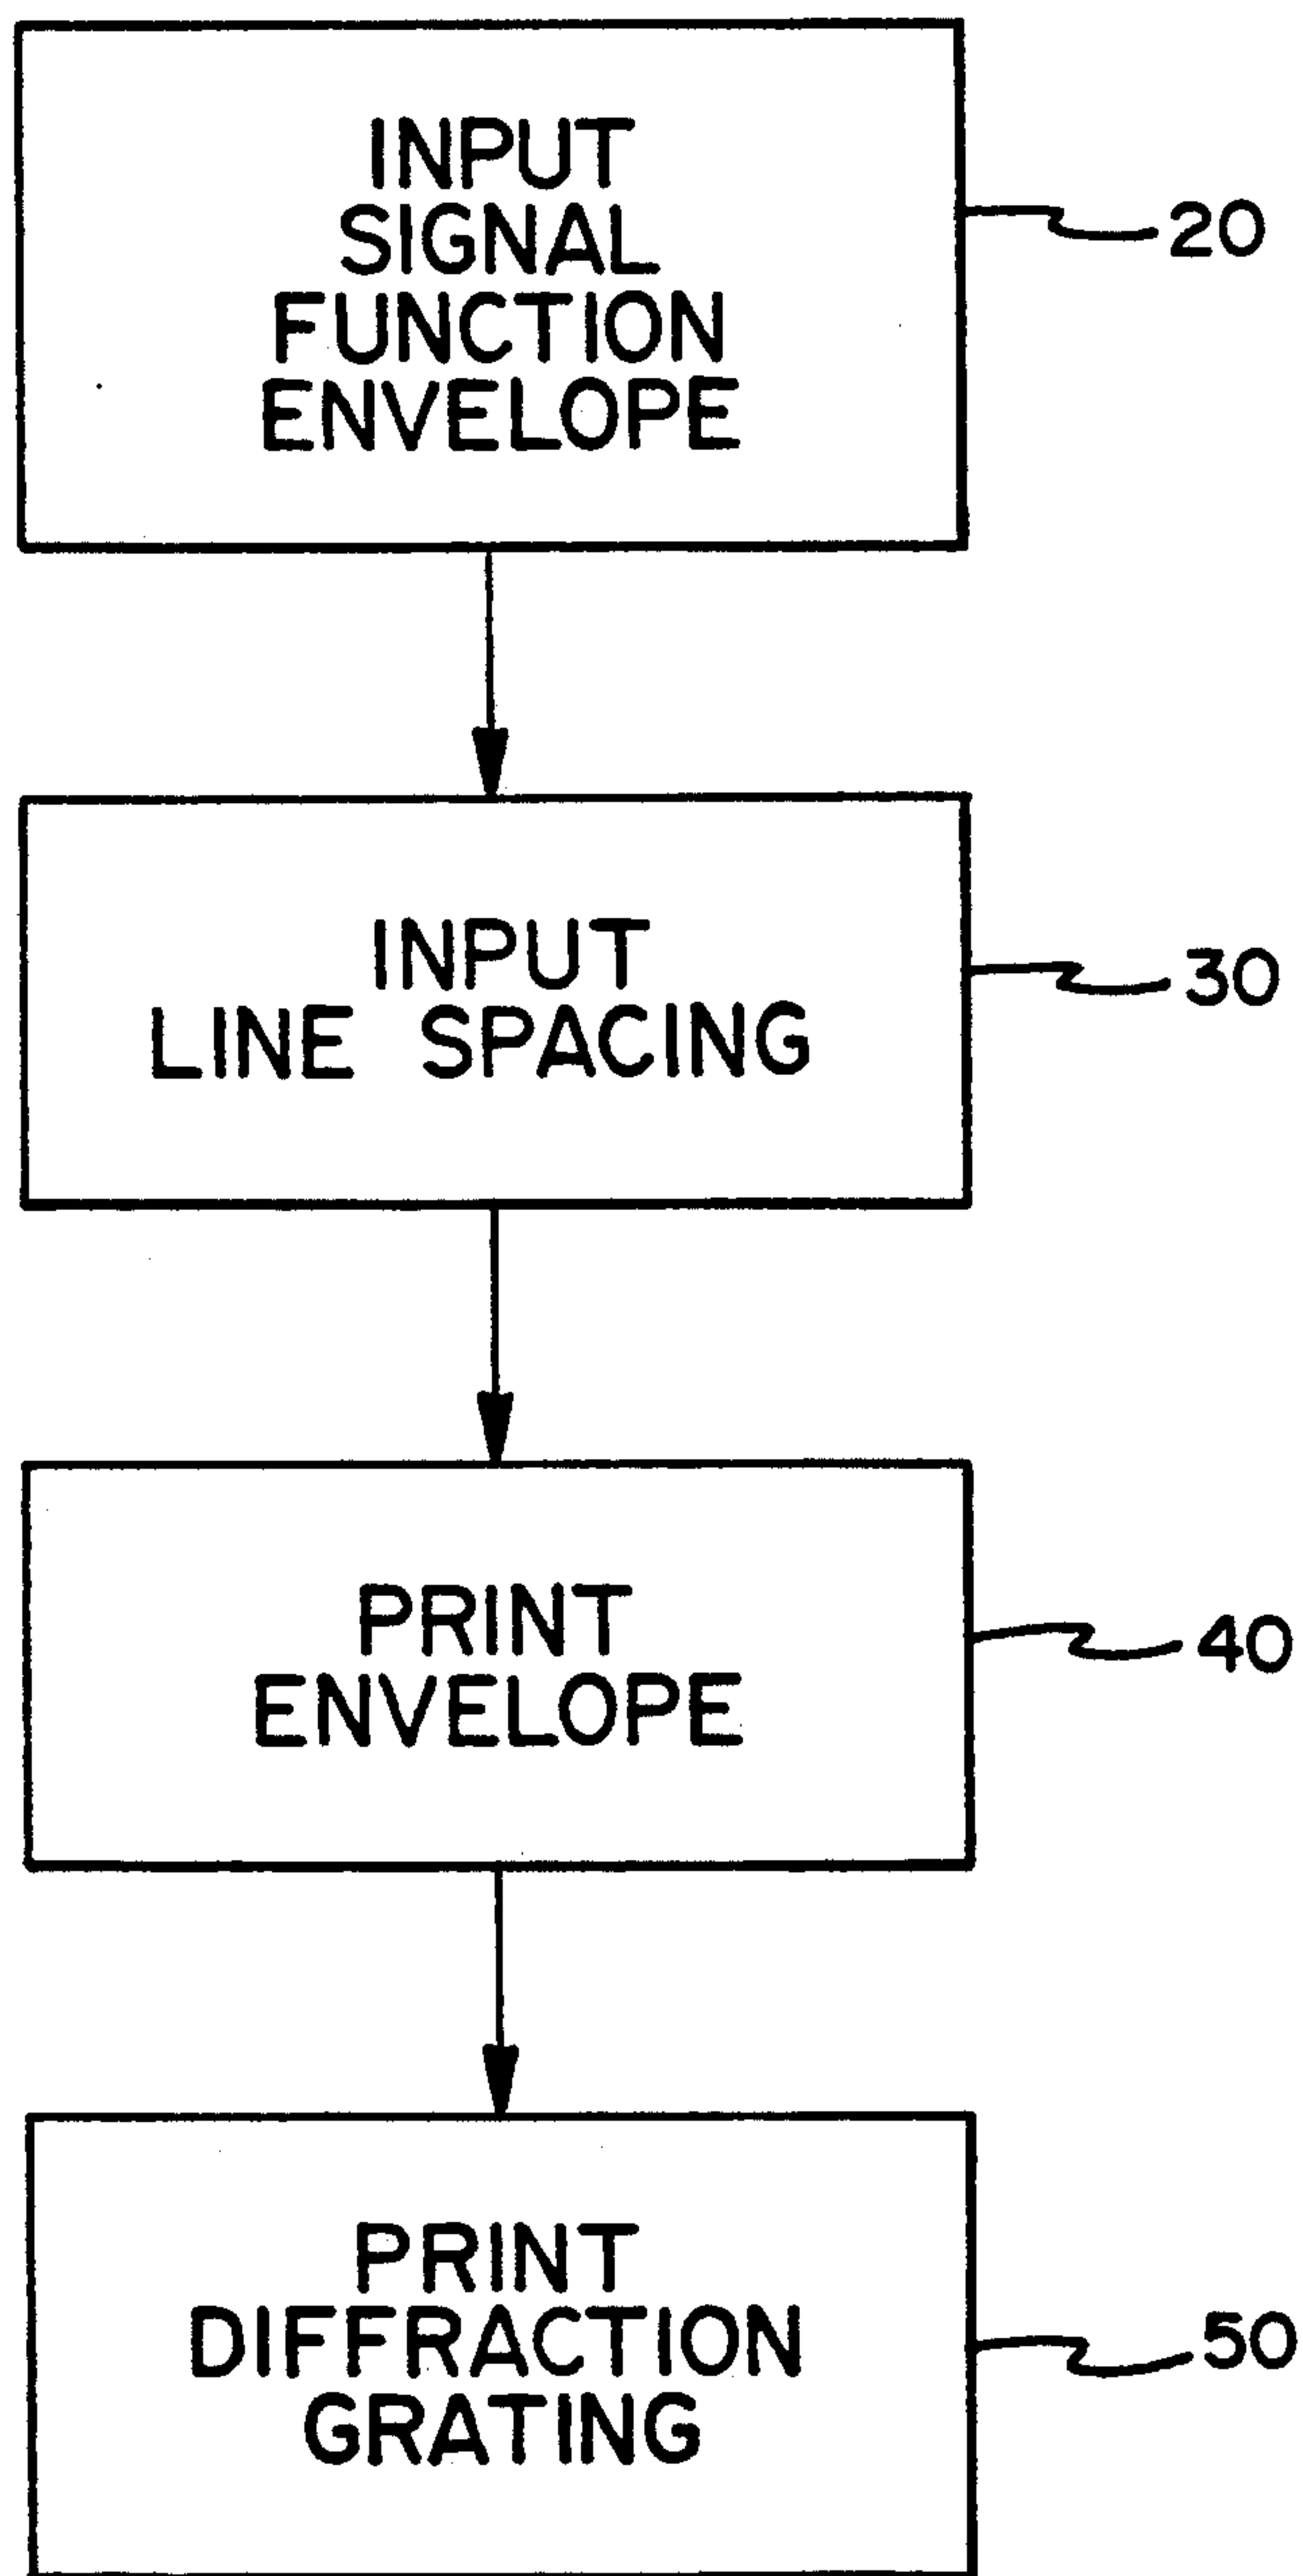 INPUT
SIGNAL
FUNCTION
ENVELOPE
20
INPUT
LINE SPACING
30
PRINT
ENVELOPE
40
PRINT
DIFFRACTION
GRATING
50